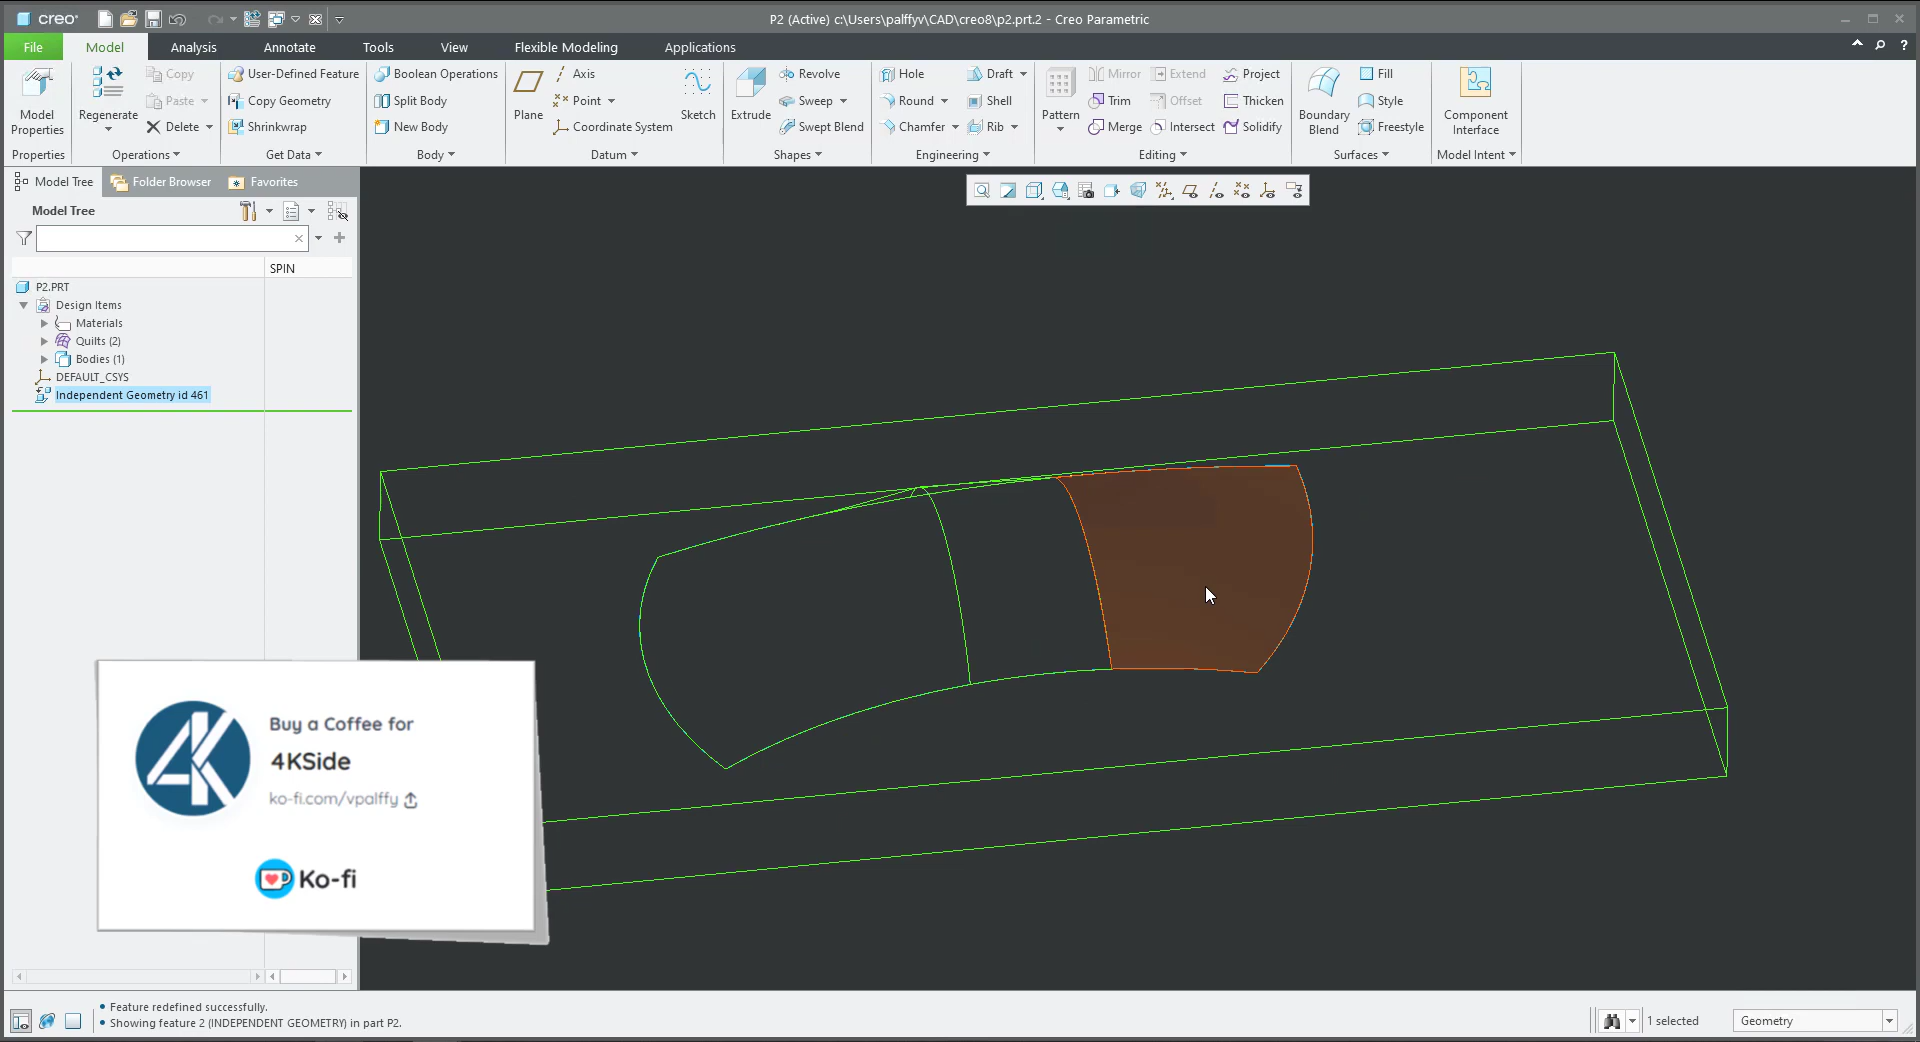 creo®
P2 (Active) c:\Users\palffyv\CAD\creo8\p2.prt.2 - Creo Parametric
File
Model
Analysis
Annotate
Tools
View
Flexible Modeling
Applications
Model
Properties
Properties
Regenerate
Copy
Paste
Delete
Operations
User-Defined Feature
Copy Geometry
Shrinkwrap
Get Data
Boolean Operations
Split Body
New Body
Body
Plane
Axis
Point
Coordinate System
Sketch
Datum
Extrude
Revolve
Sweep
Swept Blend
Shapes
Hole
Round
Chamfer
Draft
Shell
Rib
Engineering
Pattern
Mirror
Trim
Merge
Extend
Offset
Intersect
Project
Thicken
Solidify
Editing
Boundary
Blend
Fill
Style
Freestyle
Surfaces
Component
Interface
Model Intent
Model Tree
Folder Browser
Favorites
Model Tree
SPIN
P2.PRT
Design Items
Materials
Quilts (2)
Bodies (1)
DEFAULT_CSYS
Independent Geometry id 461
4K
Buy a Coffee for
4KSide
ko-fi.com/vpalffy
Ko-fi
• Feature redefined successfully.
• Showing feature 2 (INDEPENDENT GEOMETRY) in part P2.
1 selected
Geometry